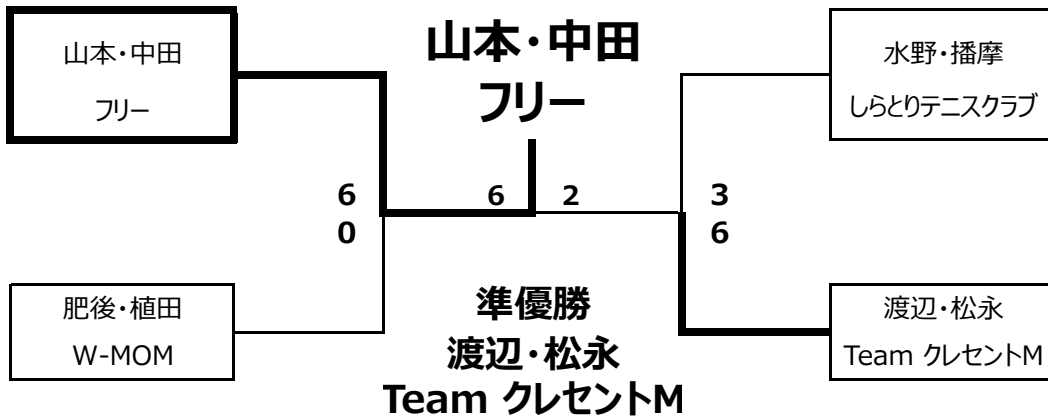 山本・中田
フリー
山本・中田
フリー
水野・播磨
しらとりテニスクラブ
6
0
6
2
3
6
肥後・植田
W-MOM
準優勝
渡辺・松永
Team クレセントM
渡辺・松永
Team クレセントM